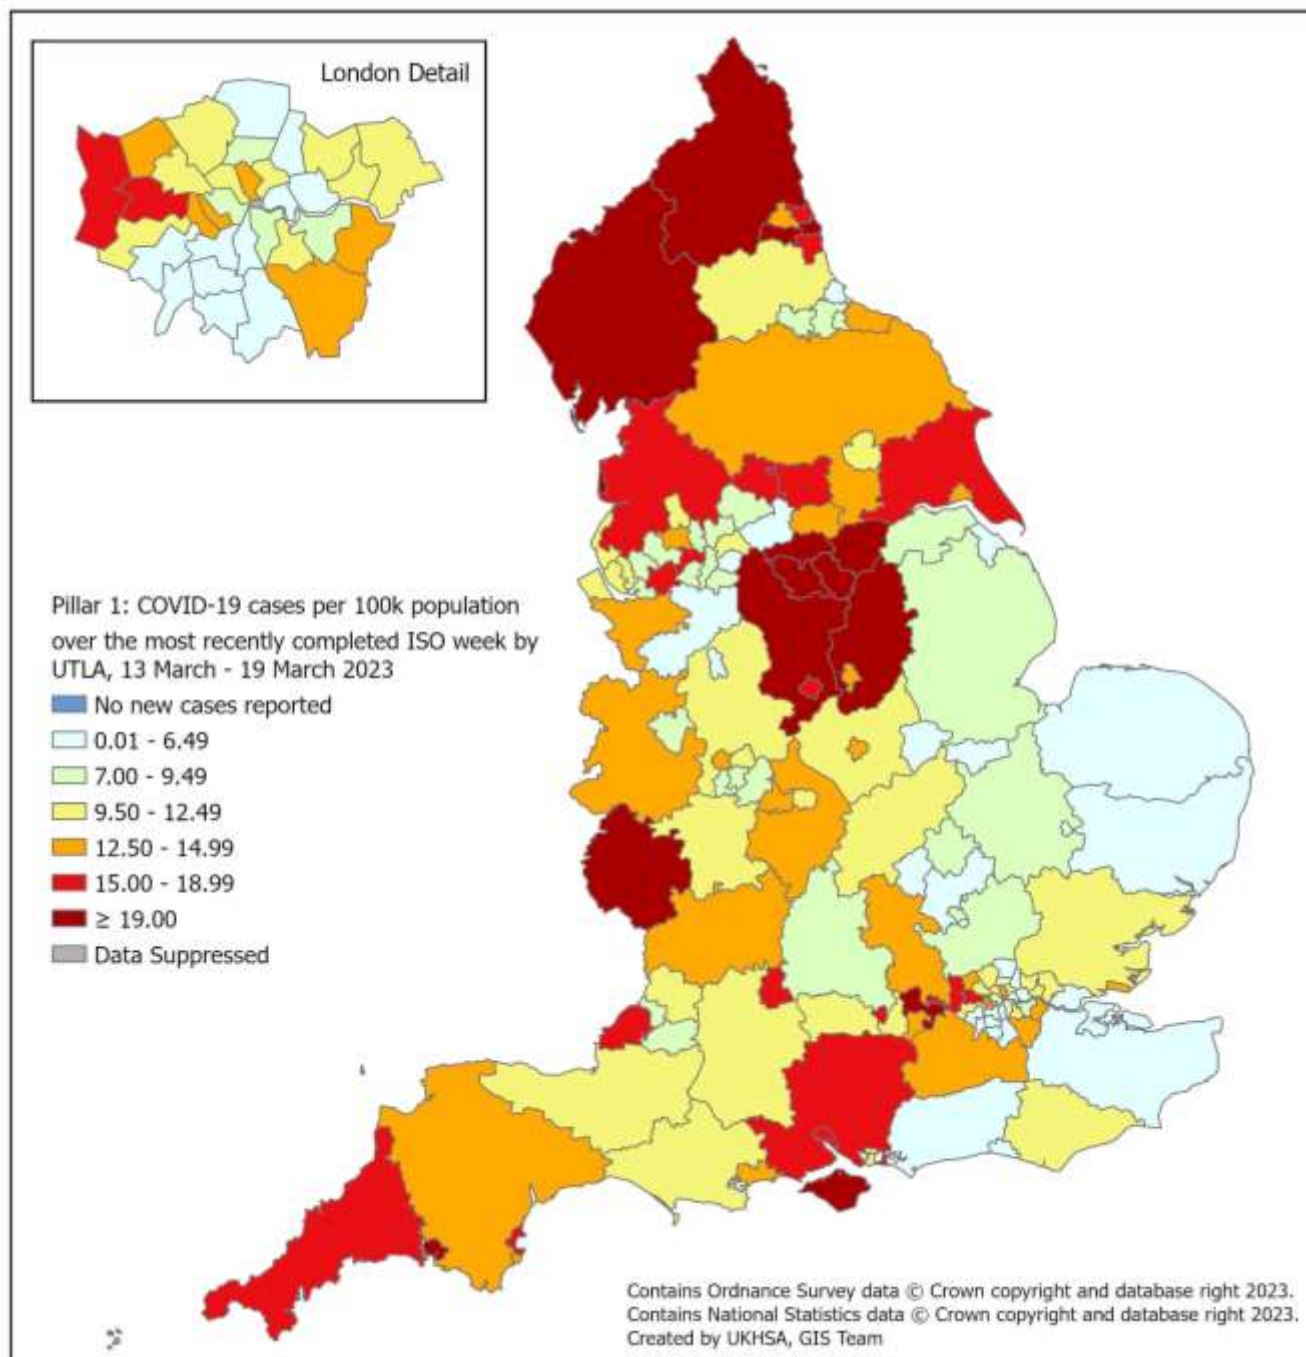 London Detail
Pillar 1: COVID-19 cases per 100k population
over the most recently completed ISO week by
UTLA, 13 March - 19 March 2023
No new cases reported
0.01 - 6.49
7.00 - 9.49
9.50 - 12.49
12.50 - 14.99
15.00 - 18.99
≥ 19.00
Data Suppressed
Contains Ordnance Survey data © Crown copyright and database right 2023.
Contains National Statistics data © Crown copyright and database right 2023.
Created by UKHSA, GIS Team